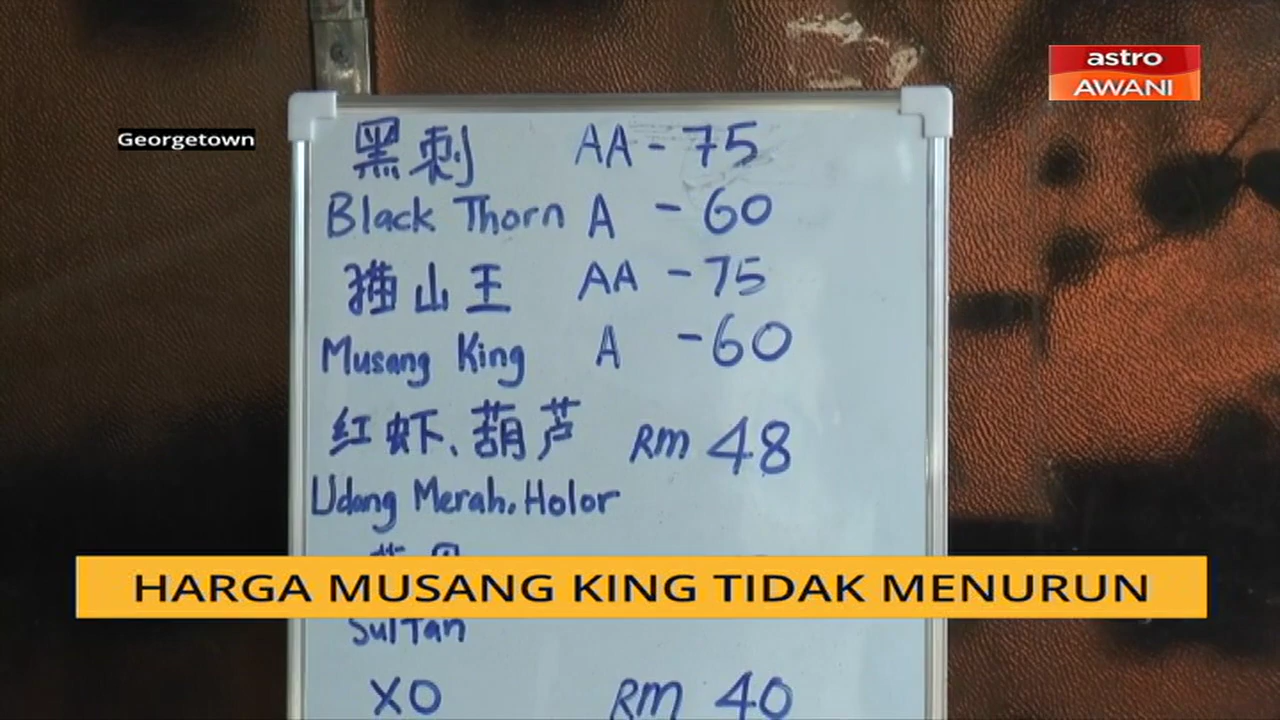 astro
AWANI
Georgetown
黑刺 AA - 75
Black Thorn A - 60
猫山王 AA - 75
Musang King A - 60
红虾、葫芦 RM 48
Udang Merah. Holor
HARGA MUSANG KING TIDAK MENURUN
Sultan
XO RM 40